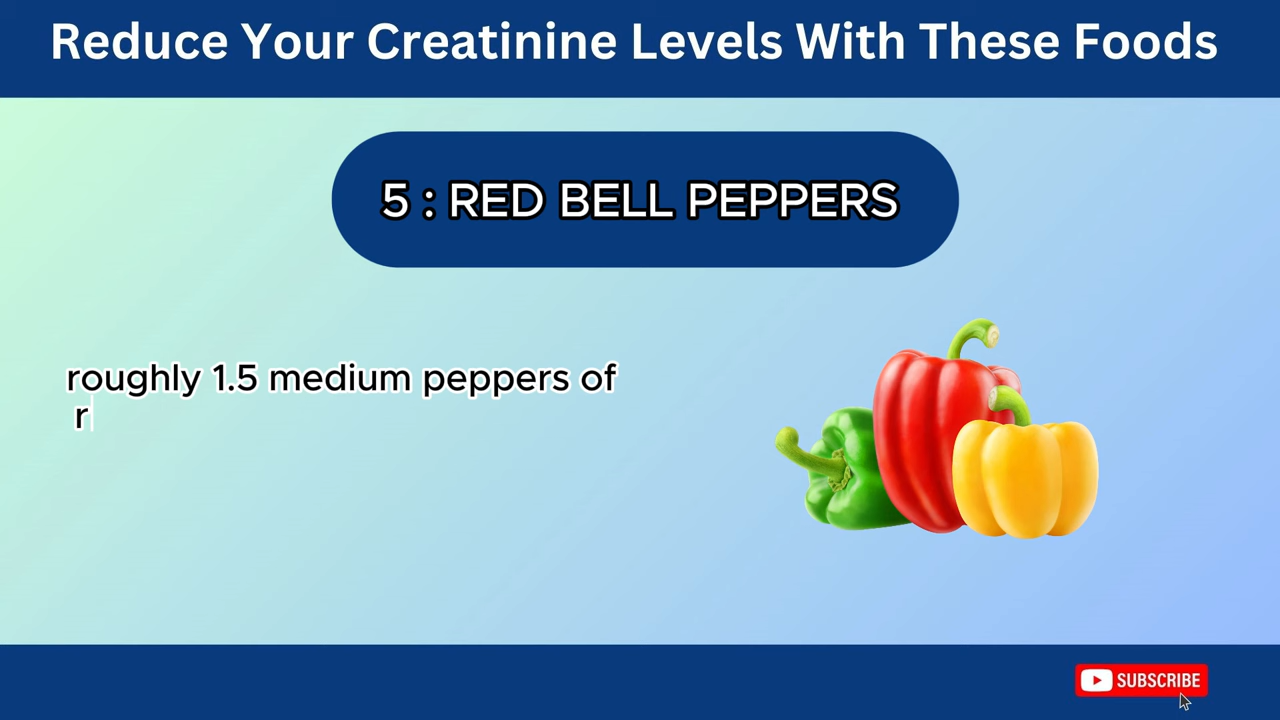 Reduce Your Creatinine Levels With These Foods
5 : RED BELL PEPPERS
roughly 1.5 medium peppers of
r
SUBSCRIBE